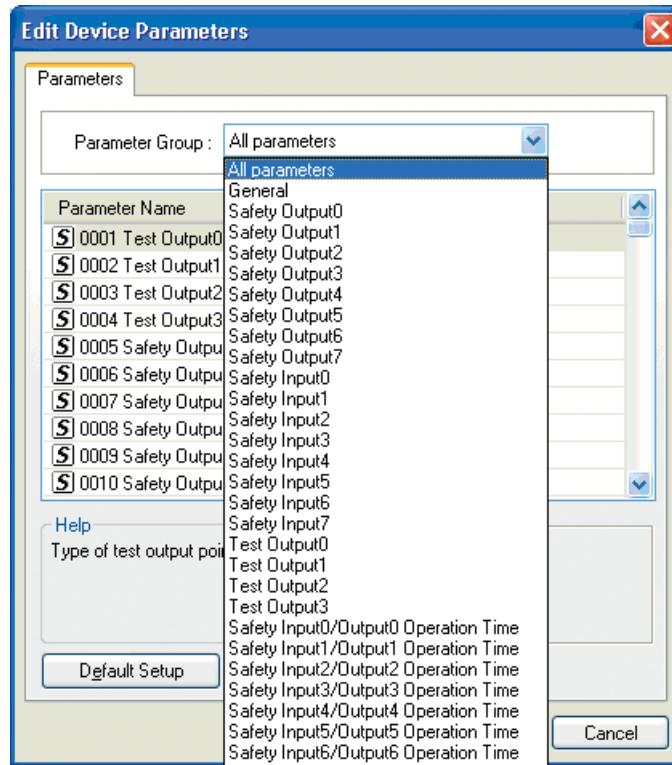 Edit Device Parameters
Parameters
Parameter Group : All parameters
All parameters
General
Safety Output0
Safety Output1
Safety Output2
Safety Output3
Safety Output4
Safety Output5
Safety Output6
Safety Output7
Safety Input0
Safety Input1
Safety Input2
Safety Input3
Safety Input4
Safety Input5
Safety Input6
Safety Input7
Test Output0
Test Output1
Test Output2
Test Output3
Safety Input0/Output0 Operation Time
Safety Input1/Output1 Operation Time
Safety Input2/Output2 Operation Time
Safety Input3/Output3 Operation Time
Safety Input4/Output4 Operation Time
Safety Input5/Output5 Operation Time
Safety Input6/Output6 Operation Time
Parameter Name
S 0001 Test Output0
S 0002 Test Output1
S 0003 Test Output2
S 0004 Test Output3
S 0005 Safety Outpu
S 0006 Safety Outpu
S 0007 Safety Outpu
S 0008 Safety Outpu
S 0009 Safety Outpu
S 0010 Safety Outpu
Help
Type of test output poi
Default Setup
Cancel